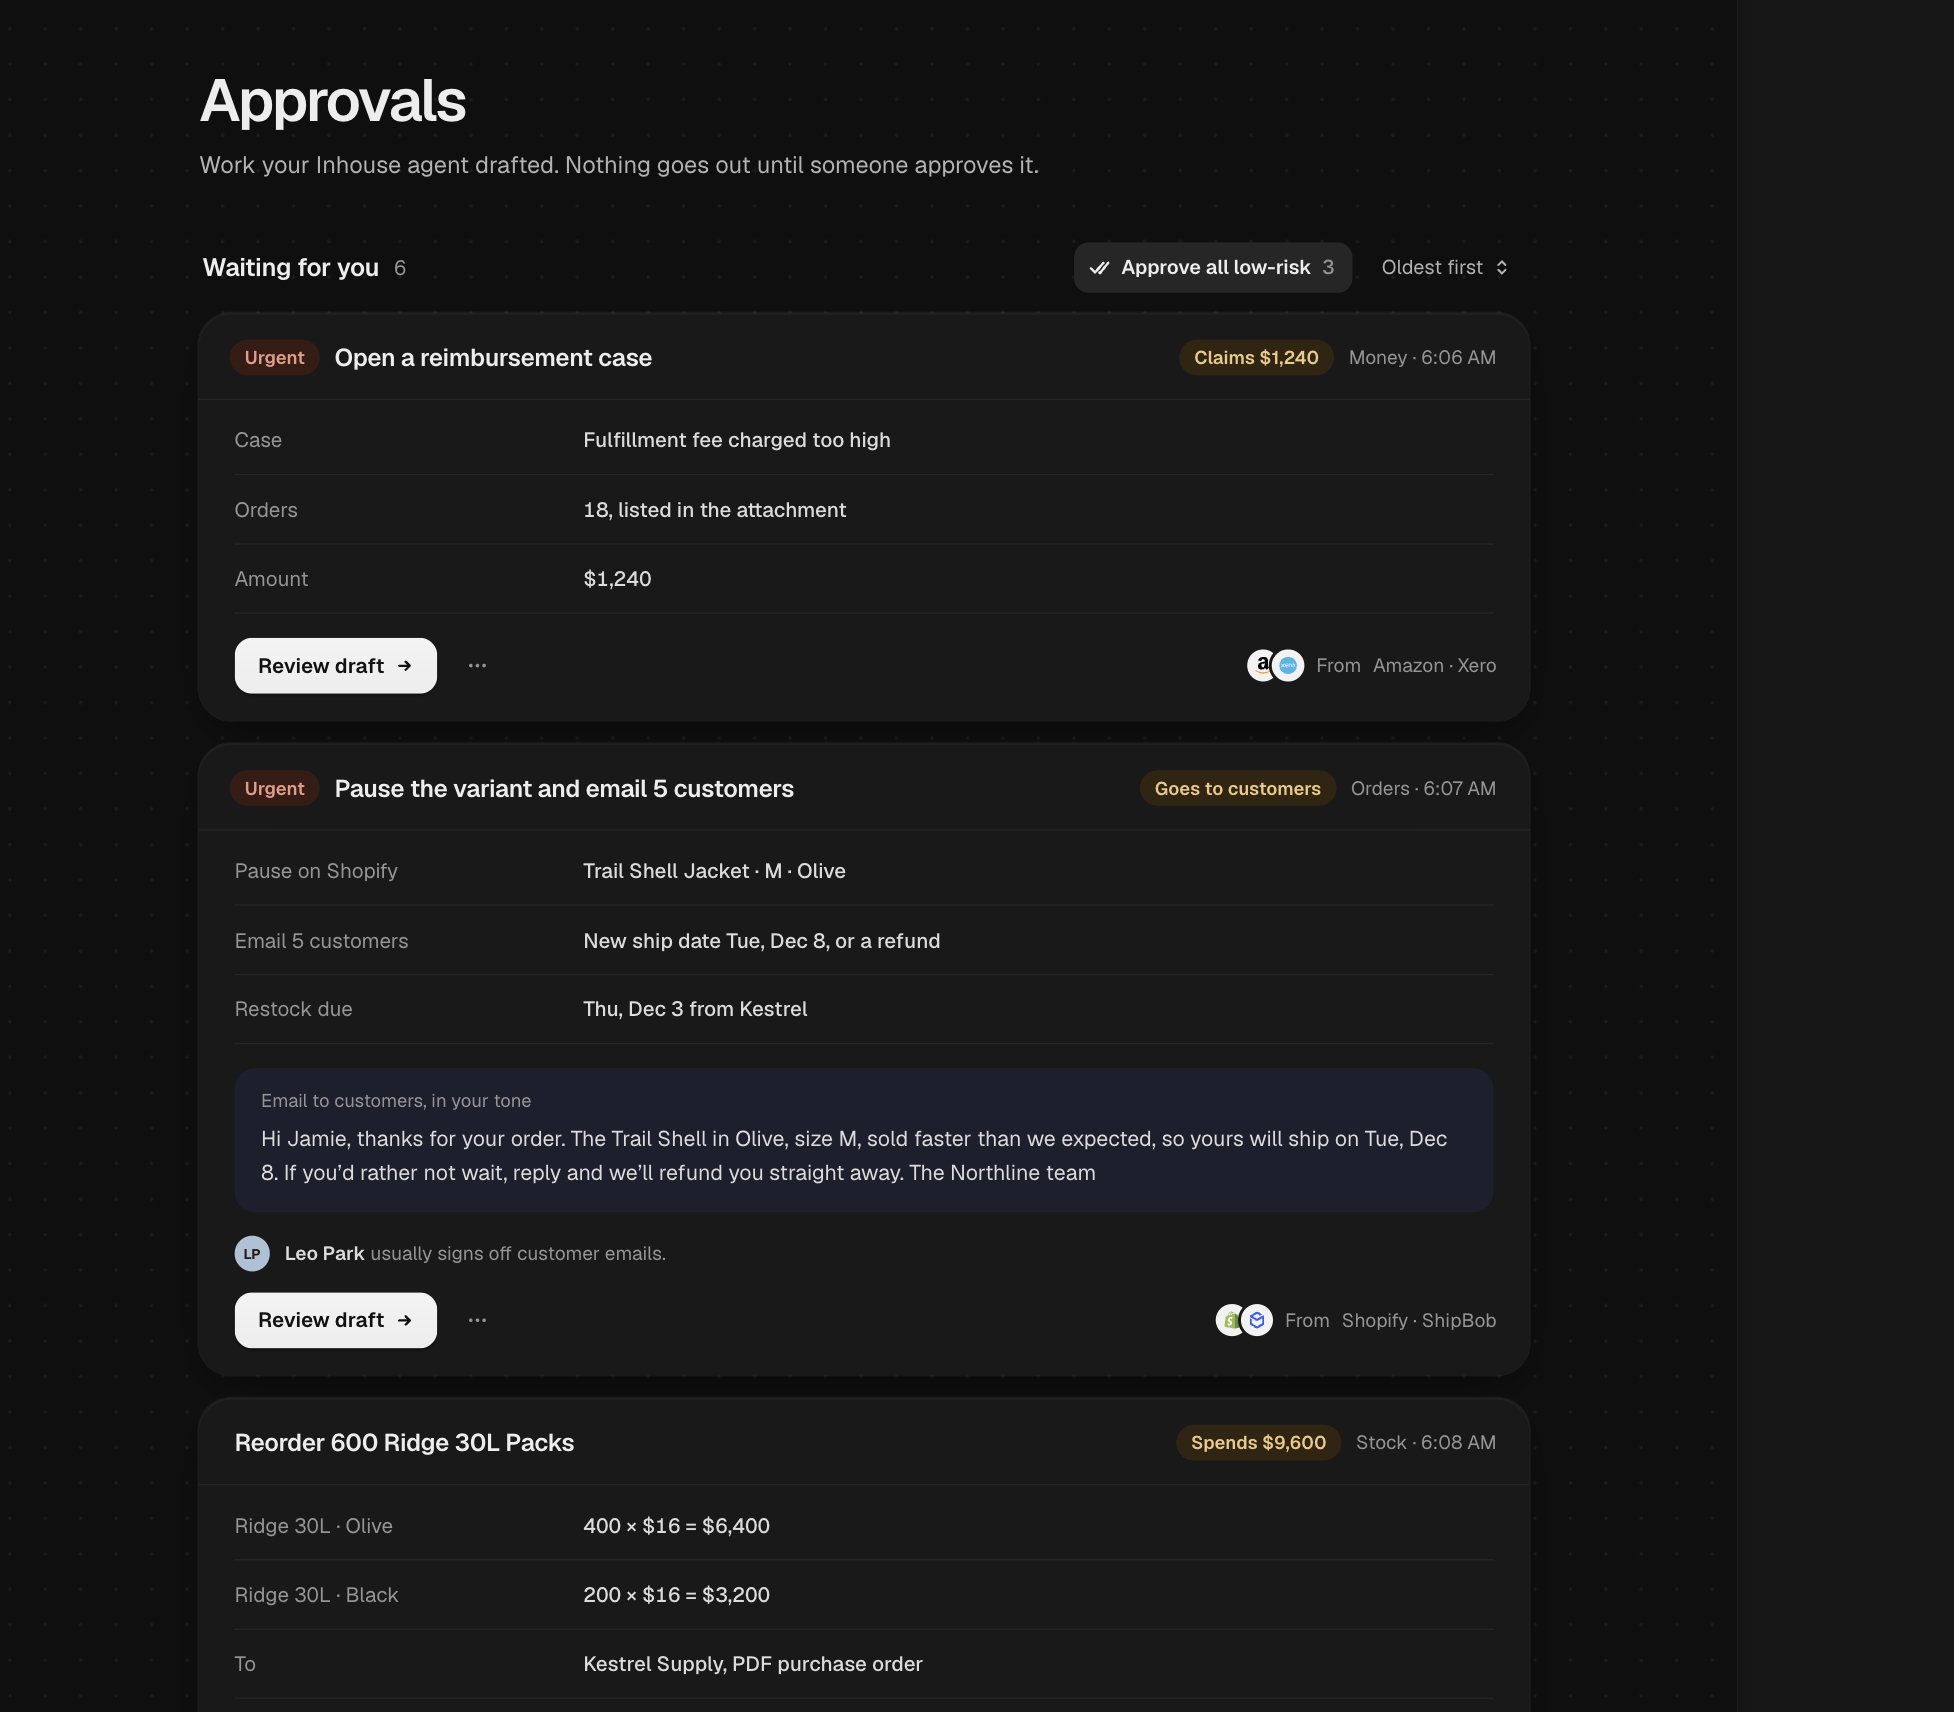 Approvals
Work your Inhouse agent drafted. Nothing goes out until someone approves it.
Waiting for you 6
Approve all low-risk 3
Oldest first
Urgent
Open a reimbursement case
Claims $1,240
Money · 6:06 AM
Case
Fulfillment fee charged too high
Orders
18, listed in the attachment
Amount
$1,240
Review draft →
···
a
xero
From Amazon · Xero
Urgent
Pause the variant and email 5 customers
Goes to customers
Orders · 6:07 AM
Pause on Shopify
Trail Shell Jacket · M · Olive
Email 5 customers
New ship date Tue, Dec 8, or a refund
Restock due
Thu, Dec 3 from Kestrel
Email to customers, in your tone
Hi Jamie, thanks for your order. The Trail Shell in Olive, size M, sold faster than we expected, so yours will ship on Tue, Dec
8. If you’d rather not wait, reply and we’ll refund you straight away. The Northline team
LP
Leo Park usually signs off customer emails.
Review draft →
···
From Shopify · ShipBob
Reorder 600 Ridge 30L Packs
Spends $9,600
Stock · 6:08 AM
Ridge 30L · Olive
400 × $16 = $6,400
Ridge 30L · Black
200 × $16 = $3,200
To
Kestrel Supply, PDF purchase order